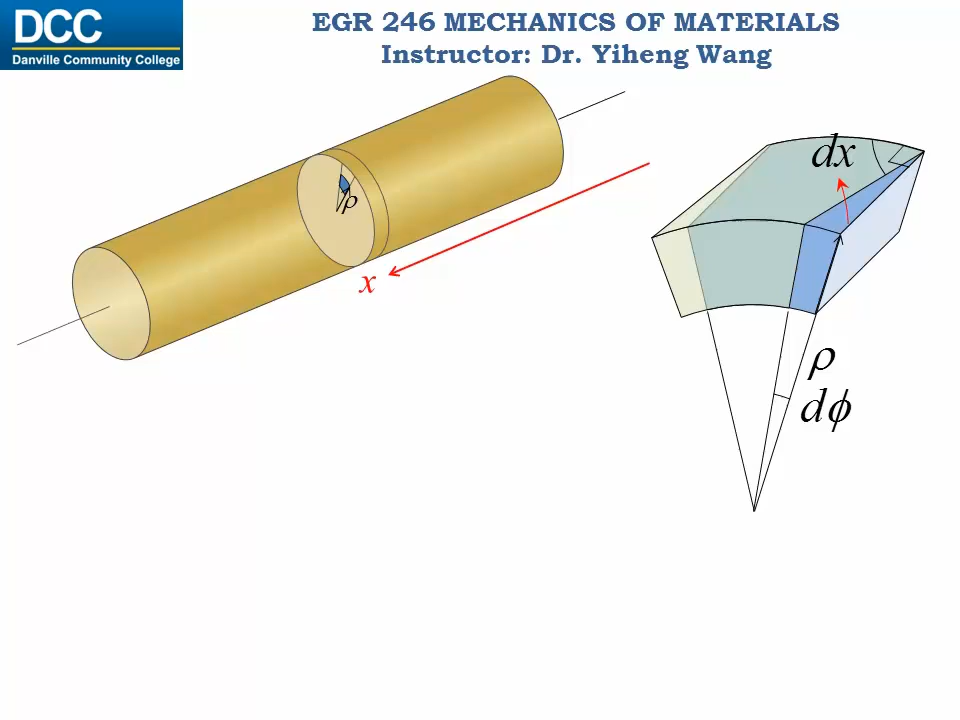 DCC
Danville Community College
EGR 246 MECHANICS OF MATERIALS
Instructor: Dr. Yiheng Wang
ρ
x
dx
ρ
dϕ